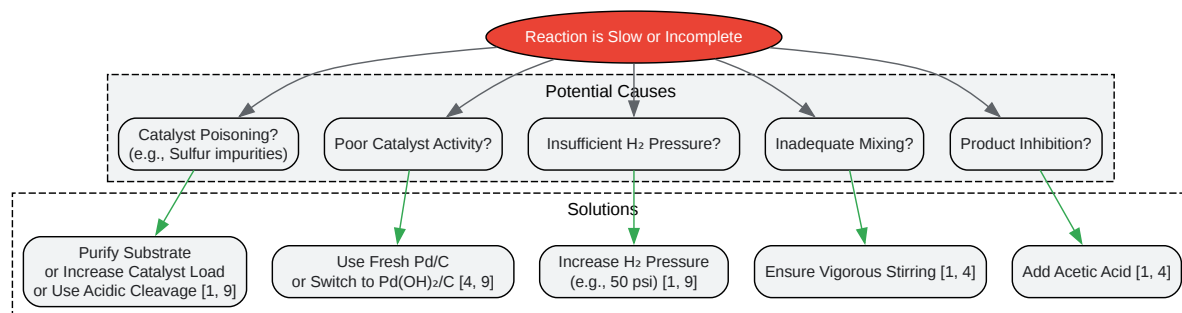 Reaction is Slow or Incomplete
Potential Causes
Catalyst Poisoning?
(e.g., Sulfur impurities)
Poor Catalyst Activity?
Insufficient H₂ Pressure?
Inadequate Mixing?
Product Inhibition?
Solutions
Purify Substrate
or Increase Catalyst Load
or Use Acidic Cleavage [1, 9]
Use Fresh Pd/C
or Switch to Pd(OH)₂/C [4, 9]
Increase H₂ Pressure
(e.g., 50 psi) [1, 9]
Ensure Vigorous Stirring [1, 4]
Add Acetic Acid [1, 4]